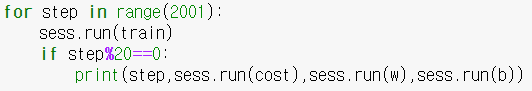 for step in range(2001):
    sess.run(train)
    if step%20==0:
        print(step,sess.run(cost),sess.run(w),sess.run(b))